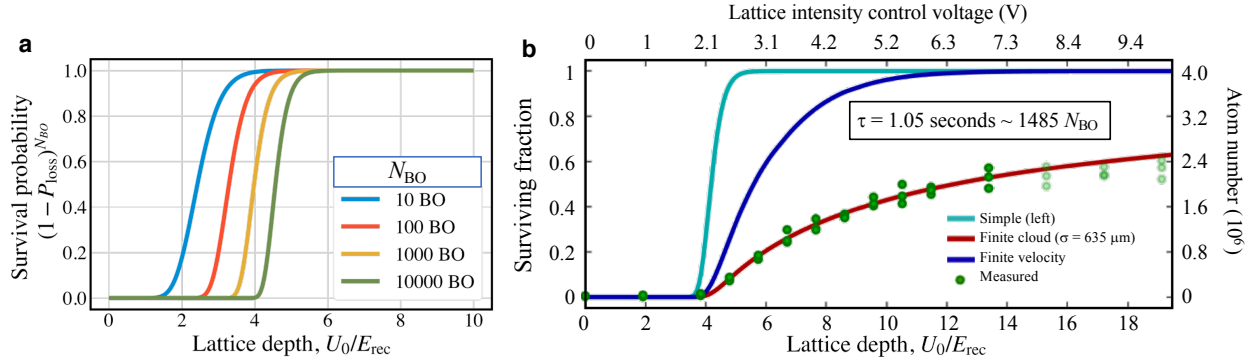 a
Survival probability
(1 − P_loss)^N_BO
1.0
0.8
0.6
0.4
0.2
0.0
0 2 4 6 8 10
Lattice depth, U_0/E_rec
N_BO
10 BO
100 BO
1000 BO
10000 BO
b
Lattice intensity control voltage (V)
0 1 2.1 3.1 4.2 5.2 6.3 7.3 8.4 9.4
Surviving fraction
1
0.8
0.6
0.4
0.2
0
τ = 1.05 seconds ~ 1485 N_BO
Simple (left)
Finite cloud (σ = 635 μm)
Finite velocity
Measured
4.0
3.2
2.4
1.6
0.8
0
Atom number (10^6)
0 2 4 6 8 10 12 14 16 18
Lattice depth, U_0/E_rec